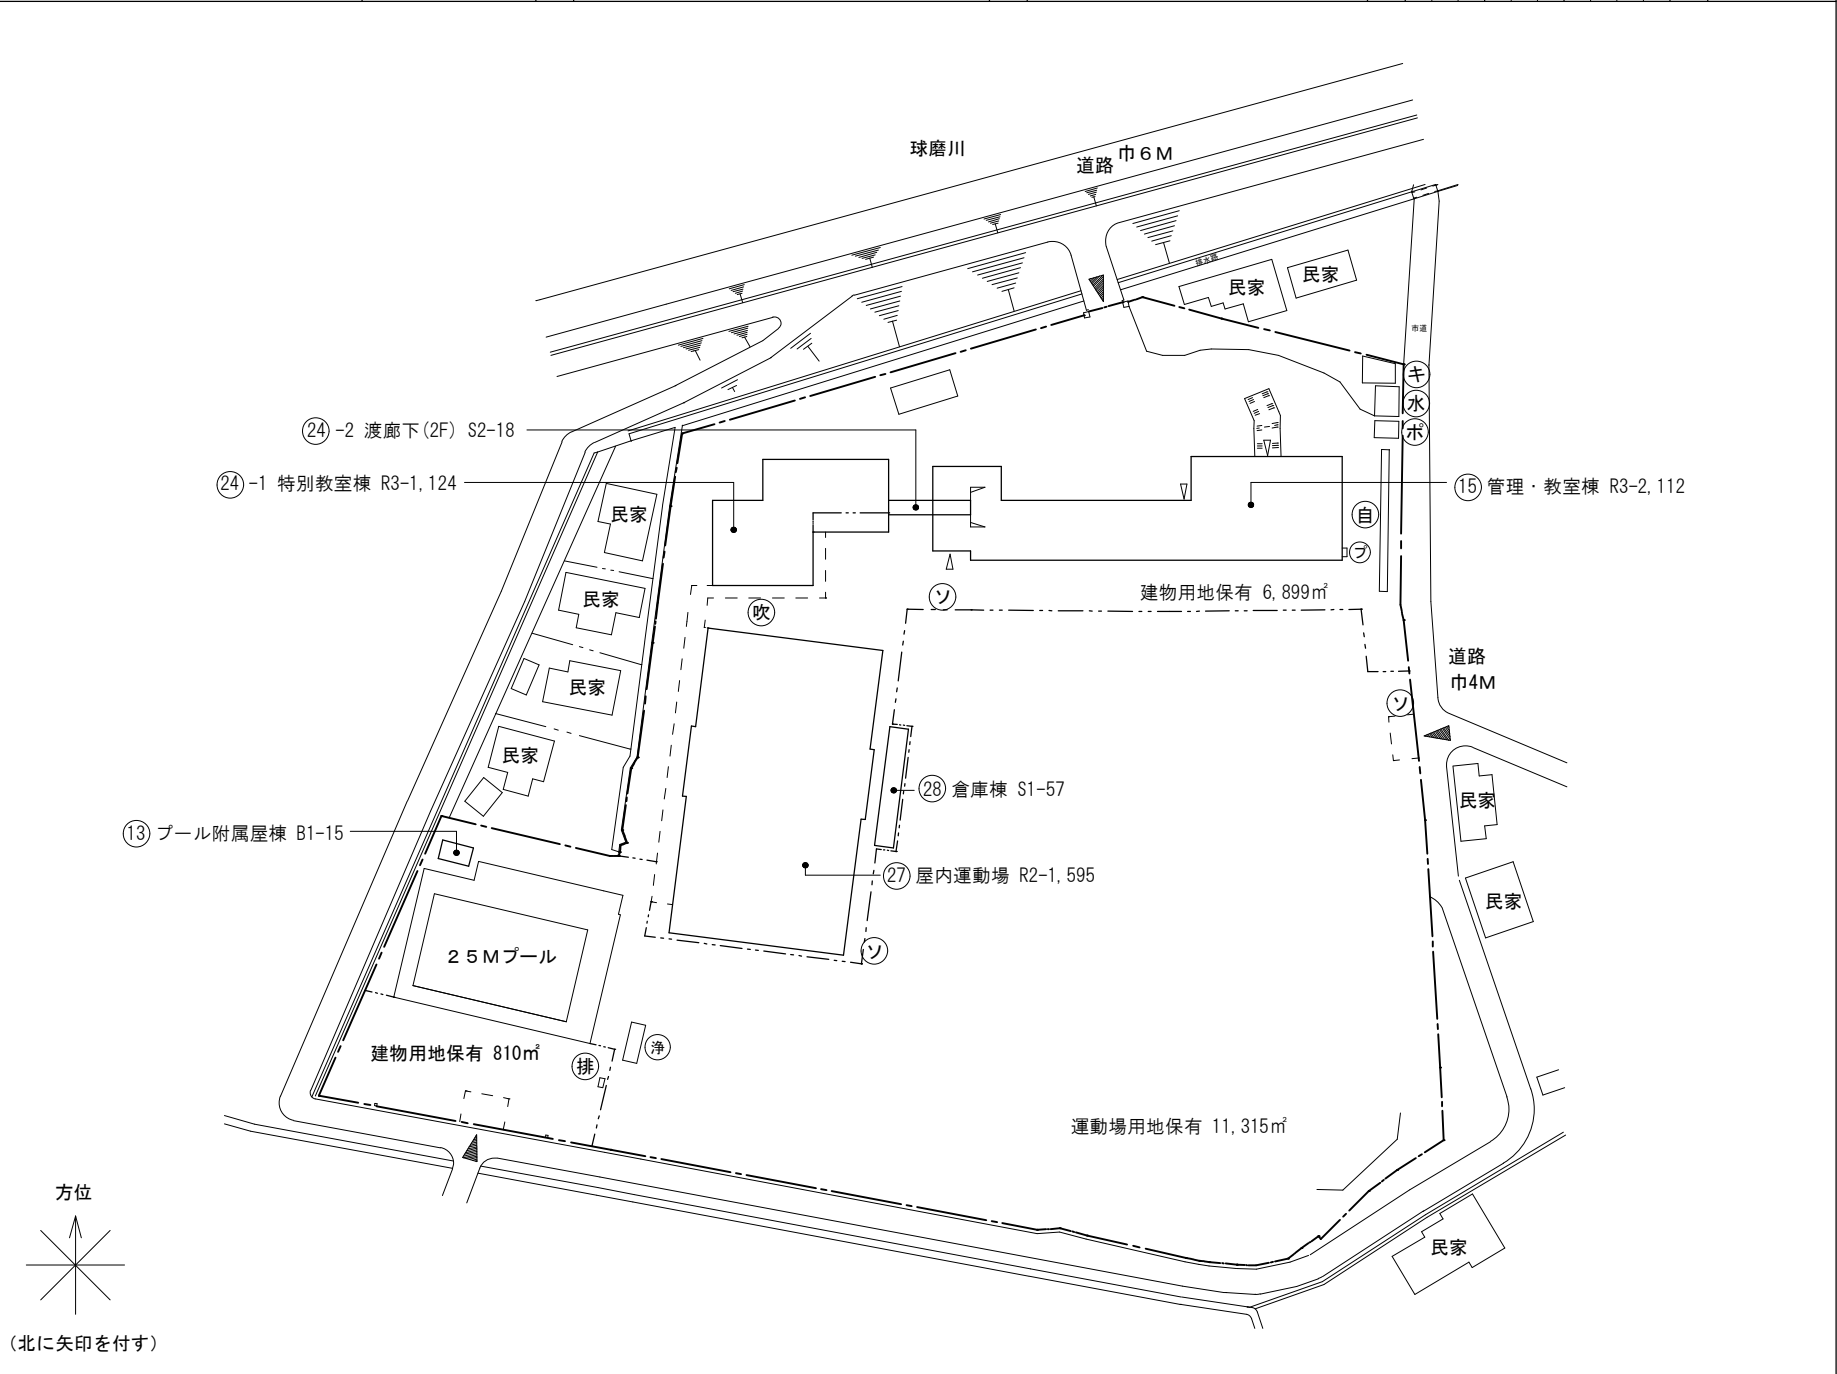 球磨川
道路 巾６Ｍ
排水路
民家
民家
市道
キ
水
ポ
㉔-2 渡廊下(2F) S2-18
㉔-1 特別教室棟 R3-1,124
⑮ 管理・教室棟 R3-2,112
民家
自
プ
民家
吹
ソ
建物用地保有 6,899㎡
道路
巾4M
民家
ソ
民家
㉘ 倉庫棟 S1-57
民家
⑬ プール附属屋棟 B1-15
㉗ 屋内運動場 R2-1,595
民家
２５Ｍプール
ソ
建物用地保有 810㎡
排
浄
運動場用地保有 11,315㎡
方位
民家
(北に矢印を付す)